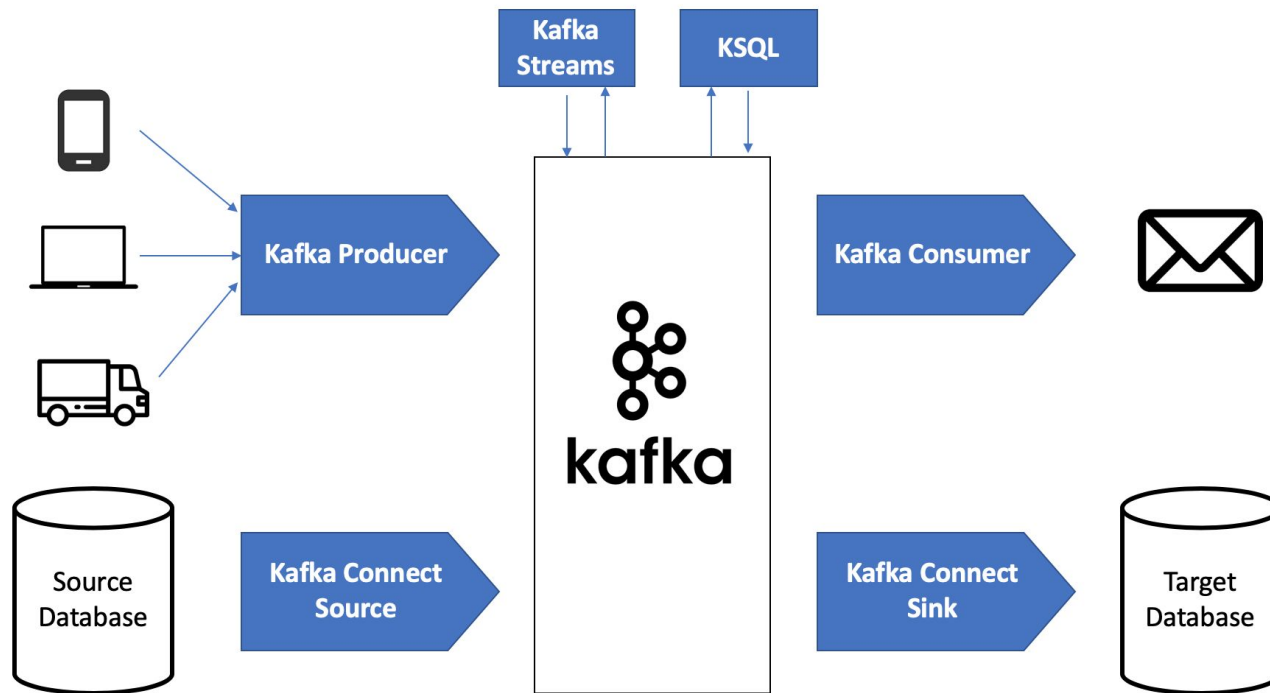 Kafka
Streams
KSQL
Kafka Producer
Kafka Consumer
kafka
Source
Database
Kafka Connect
Source
Kafka Connect
Sink
Target
Database